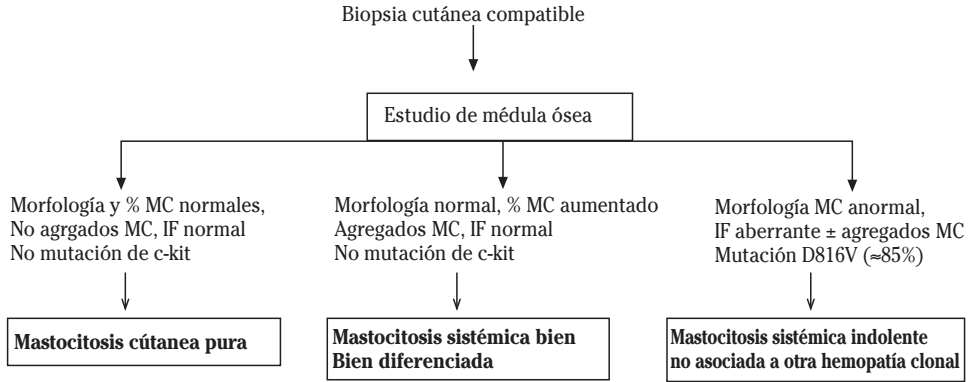 Biopsia cutánea compatible
Estudio de médula ósea
Morfología y % MC normales,
No agrgados MC, IF normal
No mutación de c-kit
Morfología normal, % MC aumentado
Agregados MC, IF normal
No mutación de c-kit
Morfología MC anormal,
IF aberrante ± agregados MC
Mutación D816V (≈85%)
Mastocitosis cútanea pura
Mastocitosis sistémica bien
Bien diferenciada
Mastocitosis sistémica indolente
no asociada a otra hemopatía clonal